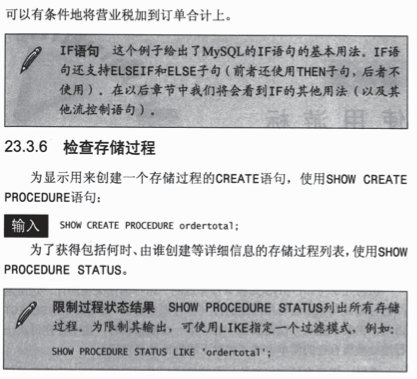 可以有条件地将营业税加到订单合计上。
IF语句 这个例子给出了MySQL的IF语句的基本用法。IF语
句还支持ELSEIF和ELSE子句（前者还使用THEN子句，后者不
使用）。在以后章节中我们将会看到IF的其他用法（以及其
他流控制语句）。
23.3.6 检查存储过程
为显示用来创建一个存储过程的CREATE语句，使用SHOW CREATE
PROCEDURE语句：
输入 SHOW CREATE PROCEDURE ordertotal;
为了获得包括何时、由谁创建等详细信息的存储过程列表，使用SHOW
PROCEDURE STATUS。
限制过程状态结果 SHOW PROCEDURE STATUS列出所有存储
过程。为限制其输出，可使用LIKE指定一个过滤模式，例如：
SHOW PROCEDURE STATUS LIKE 'ordertotal';